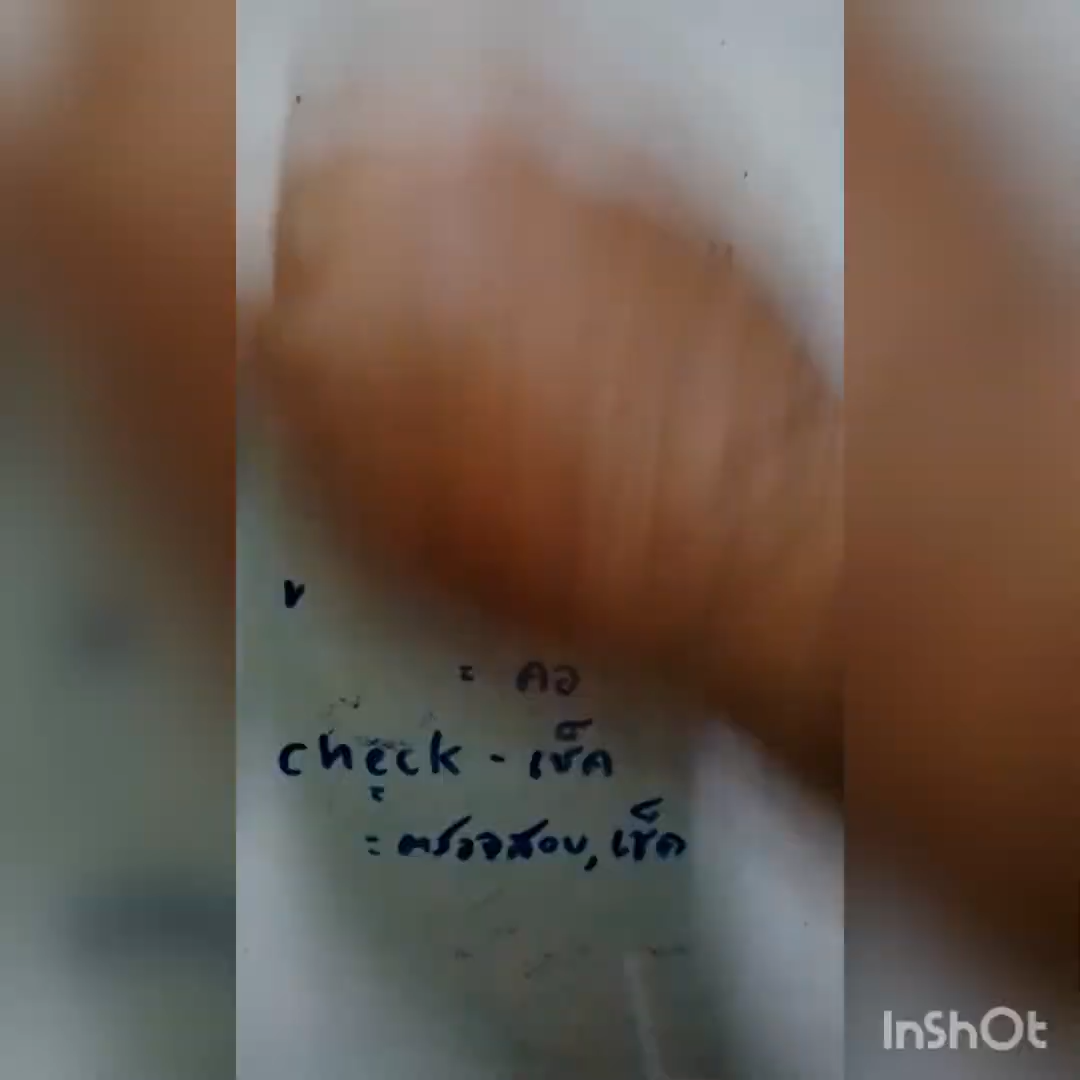 = คอ
check - เช็ค
= ตรวจสอบ, เช็ค
InShOt